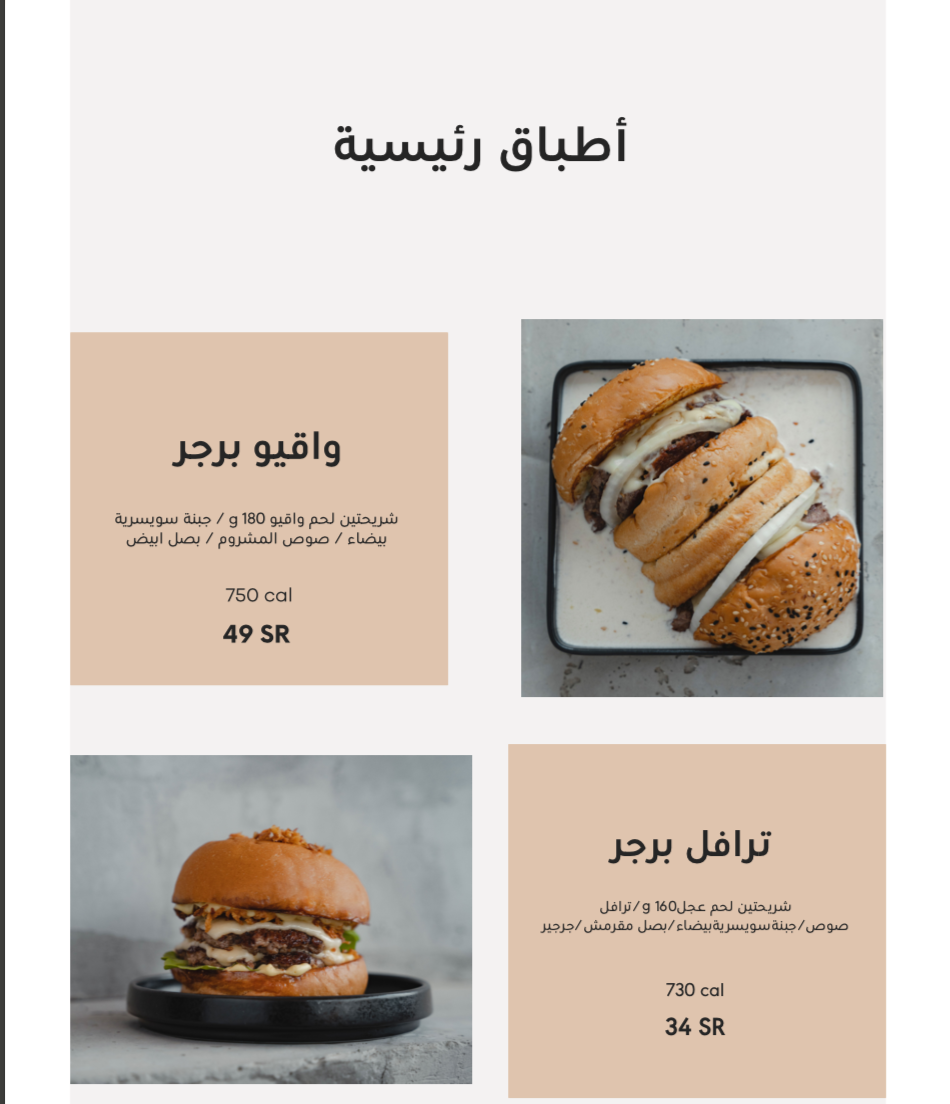 أطباق رئيسية
واقيو برجر
شريحتين لحم واقيو 180 g / جبنة سويسرية
بيضاء / صوص المشروم / بصل ابيض
750 cal
49 SR
ترافل برجر
شريحتين لحم عجل160 g /ترافل
صوص/جبنةسويسريةبيضاء/بصل مقرمش/جرجير
730 cal
34 SR